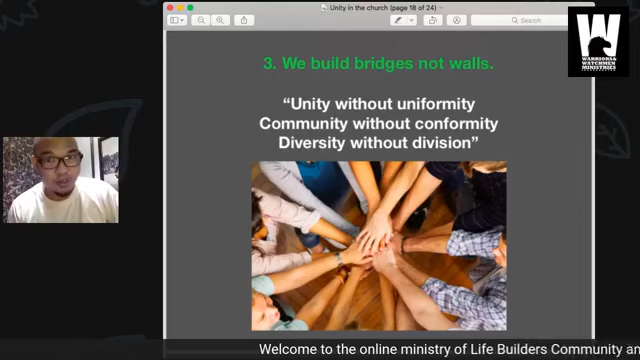 Unity in the church (page 18 of 24)
Search
W
WARRIORS &
WATCHMEN
MINISTRIES
3. We build bridges not walls.
“Unity without uniformity
Community without conformity
Diversity without division”
Welcome to the online ministry of Life Builders Community an